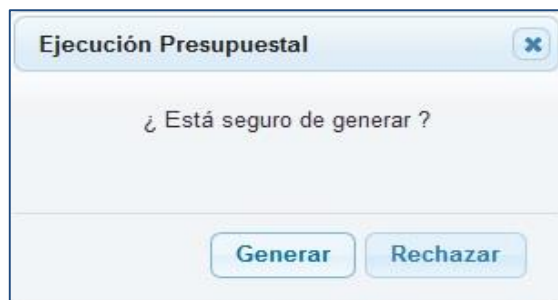 Ejecución Presupuestal
¿ Está seguro de generar ?
Generar Rechazar